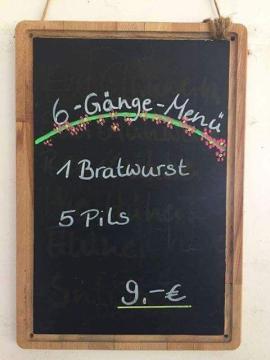 6-Gänge-Menü
1 Bratwurst
5 Pils
9,-€